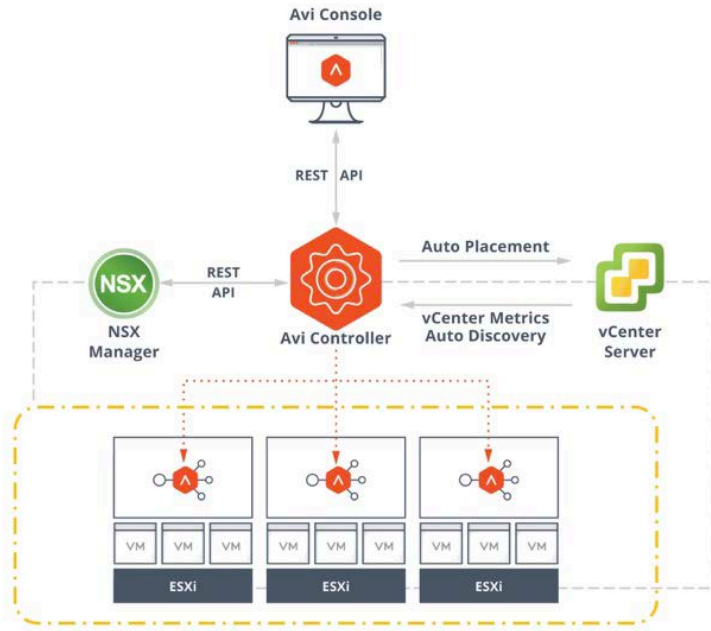 Avi Console
REST API
Auto Placement
NSX
REST
API
vCenter Metrics
Auto Discovery
NSX
Manager
Avi Controller
vCenter
Server
VM VM VM
VM VM VM
VM VM VM
ESXi
ESXi
ESXi